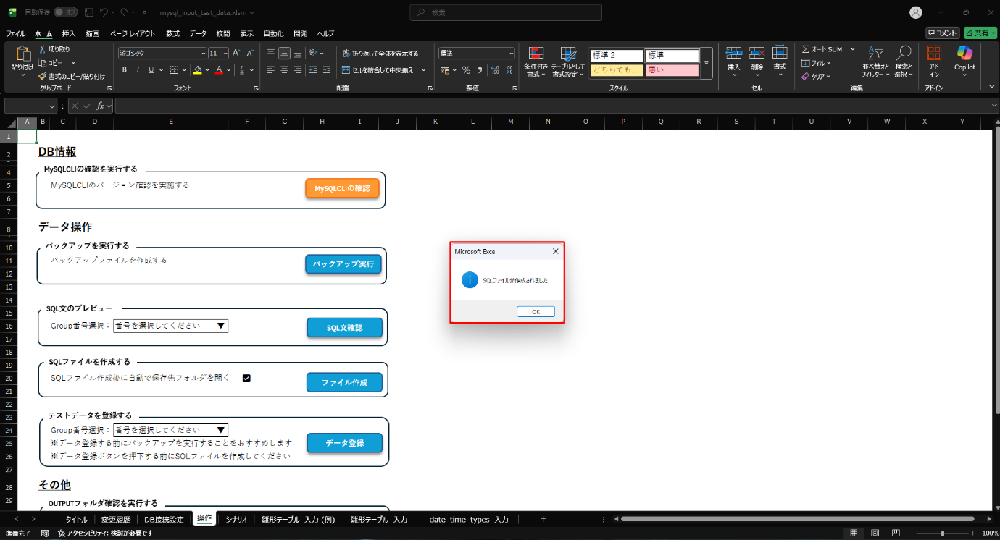 自動保存 オフ mysql_input_test_data.xlsm 検索
ファイル ホーム 挿入 描画 ページ レイアウト 数式 データ 校閲 表示 自動化 開発 ヘルプ コメント 共有
貼り付け 切り取り コピー 書式のコピー/貼り付け クリップボード
游ゴシック 11 A A B I U A フォント
折り返して全体を表示する セルを結合して中央揃え 配置
標準 % 数値
条件付き書式 テーブルとして書式設定 標準 2 標準 どちらでも... 悪い スタイル
挿入 削除 書式 セル
オート SUM フィル クリア 並べ替えとフィルター 検索と選択 編集
アドイン アドイン Copilot
fx
A B C D E F G H I J K L M N O P Q R S T U V W X Y
1
2 DB情報
4 MySQLCLIの確認を実行する
5 MySQLCLIのバージョン確認を実施する MySQLCLIの確認
6
7
8 データ操作
10 バックアップを実行する
11 バックアップファイルを作成する バックアップ実行
12
13
14
15 SQL文のプレビュー
16 Group番号選択： 番号を選択してください ▼ SQL文確認
17
18
19 SQLファイルを作成する
20 SQLファイル作成後に自動で保存先フォルダを開く ファイル作成
21
22
23 テストデータを登録する
24 Group番号選択： 番号を選択してください ▼
25 ※データ登録する前にバックアップを実行することをおすすめします データ登録
26 ※データ登録ボタンを押下する前にSQLファイルを作成してください
27
28 その他
29 OUTPUTフォルダ確認を実行する
Microsoft Excel
SQLファイルが作成されました
OK
タイトル 変更履歴 DB接続設定 操作 シナリオ 雛形テーブル_入力 (例) 雛形テーブル_入力_ date_time_types_入力
準備完了 アクセシビリティ: 検討が必要です 100%